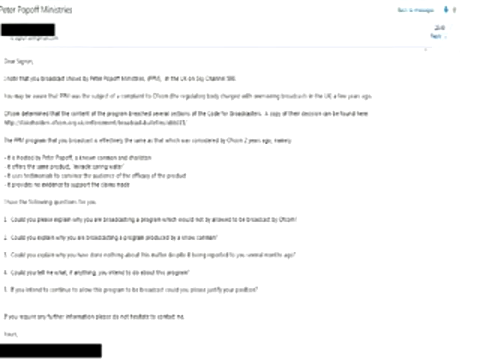 Peter Popoff Ministries
Dear
I note that you broadcast shows by Peter Popoff Ministries, (PPM), in the UK on Sky Channel
You may be aware that PPM was the subject of a complaint to Ofcom (the regulatory body charged with overseeing broadcasts in the UK) a few years ago.
Ofcom determined that the content of the program breached several sections of the Code for Broadcasters. A copy of their decision can be found here
The PPM program that you broadcast is effectively the same as that which was considered by Ofcom 2 years ago, namely
- It is hosted by Peter Popoff, a known conman and charlatan
- It offers the same product, 'miracle spring water'
- It uses testimonials to convince the audience of the efficacy of the product
- It provides no evidence to support the claims made
I have the following questions for you
1. Could you please explain why you are broadcasting a program which would not by allowed to be broadcast by Ofcom?
2. Could you explain why you are broadcasting a program produced by a know conman?
3. Could you explain why you have done nothing about this matter despite it being reported to you several months ago?
4. Could you tell me what, if anything, you intend to do about this program?
5. If you intend to continue to allow this program to be broadcast could you please justify your position?
If you require any further information please do not hesitate to contact me.